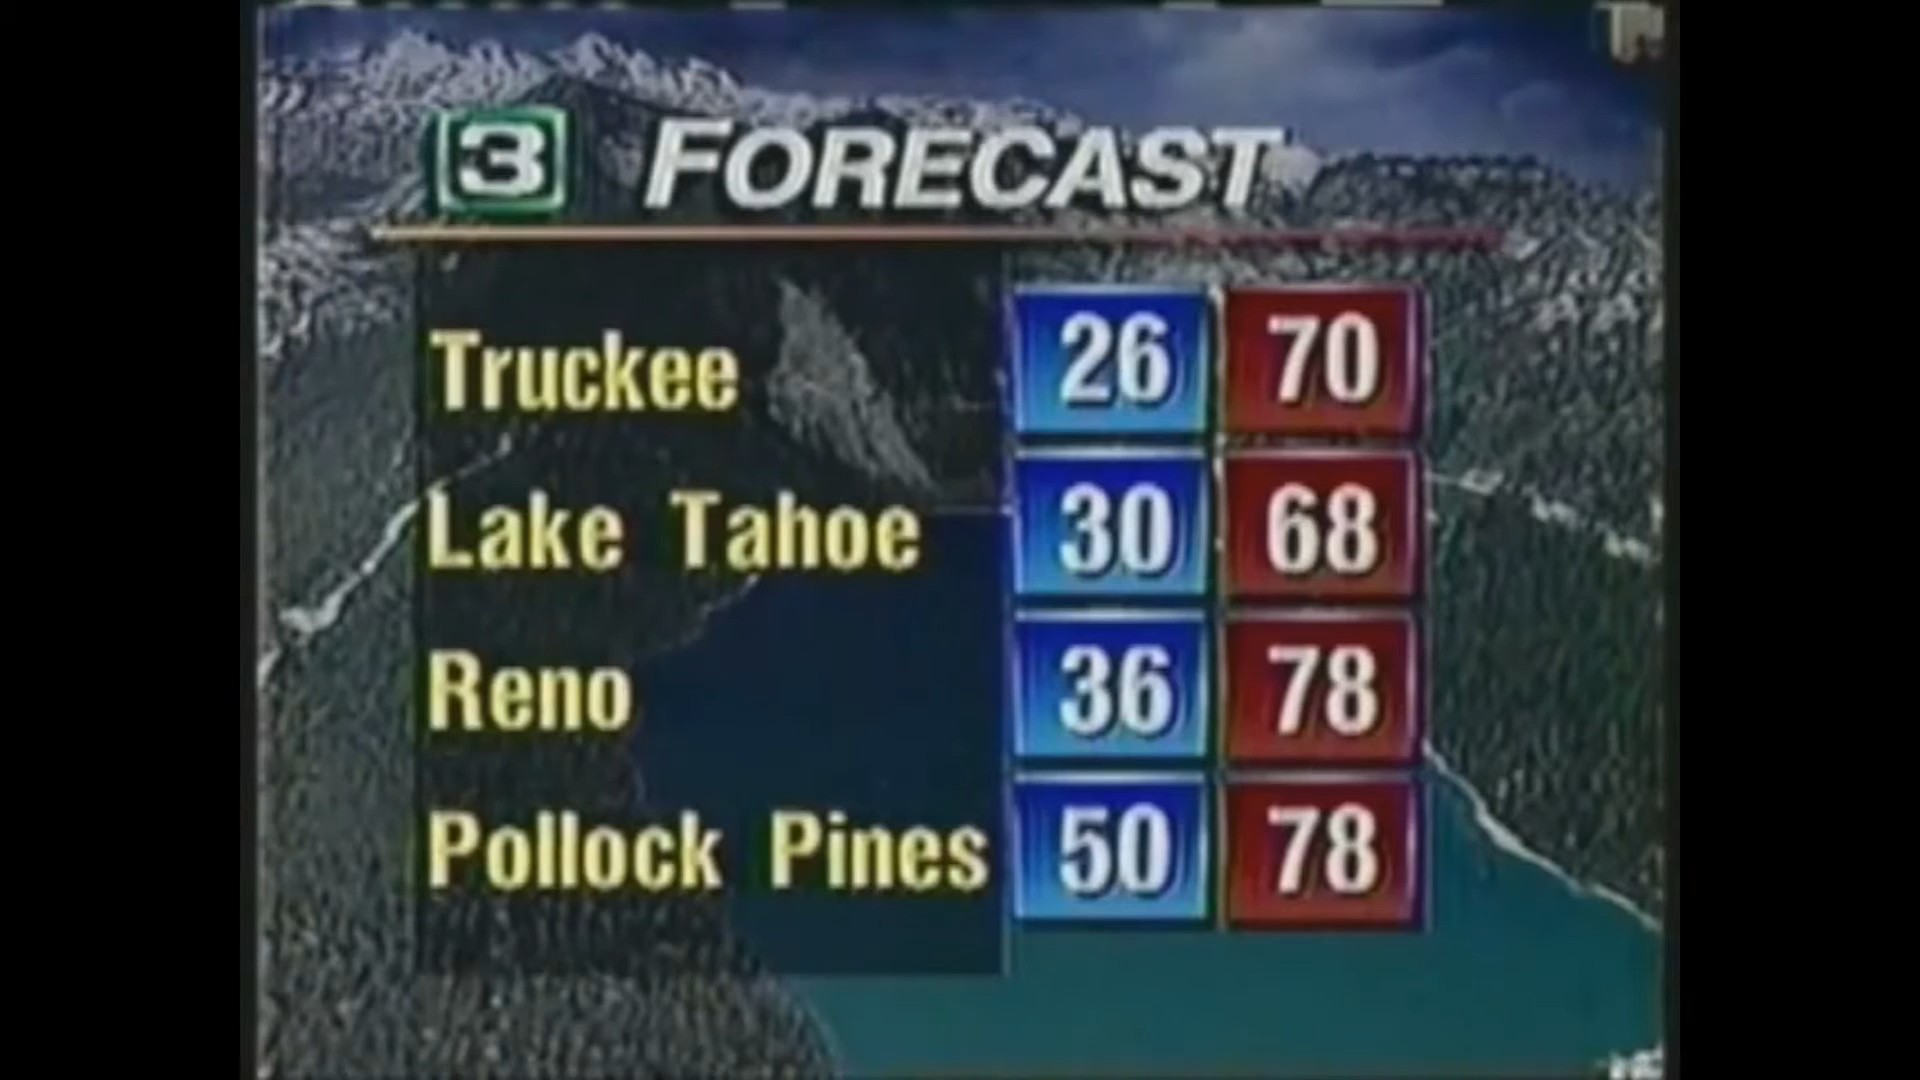 3 FORECAST
Truckee 26 70
Lake Tahoe 30 68
Reno 36 78
Pollock Pines 50 78